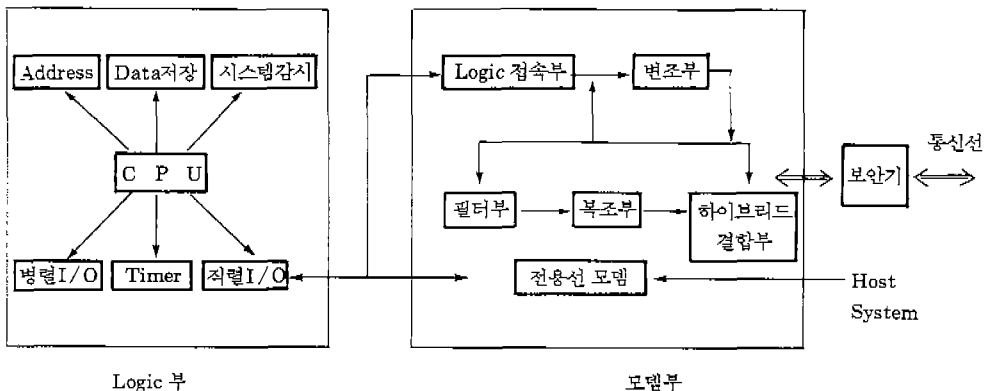 Address
Data저장
시스템감시
C P U
병렬I/O
Timer
직렬I/O
Logic 부
Logic 접속부
변조부
필터부
복조부
하이브리드
결합부
전용선 모뎀
모뎀부
보안기
통신선
Host
System